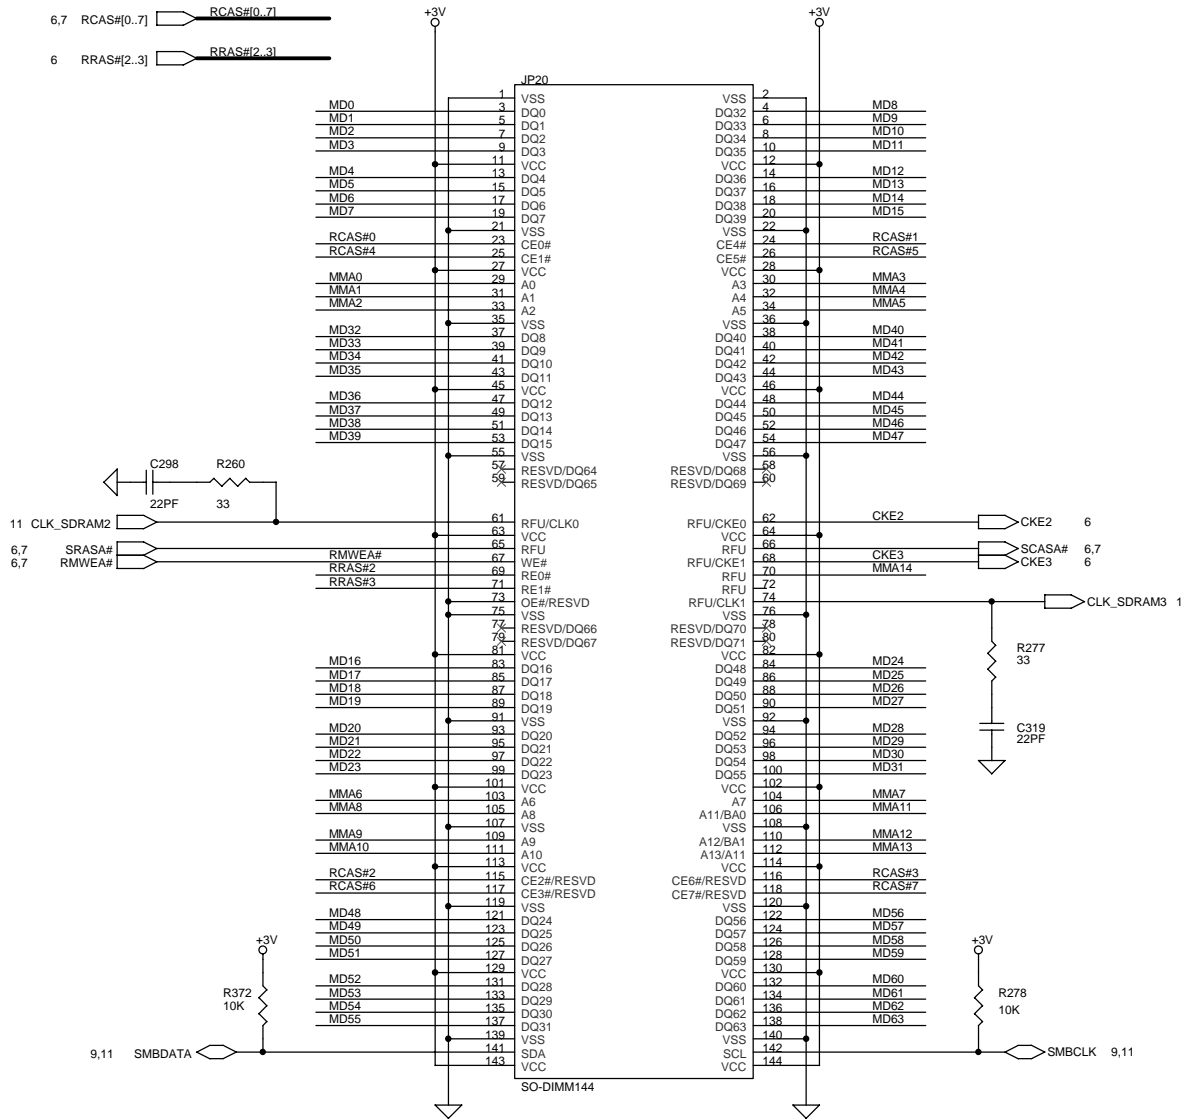 +3V +3V
6,7 RCAS#[0..7] RCAS#[0..7]
6 RRAS#[2..3] RRAS#[2..3]
JP20
1 VSS VSS 2
MD0 3 DQ0 DQ32 4 MD8
MD1 5 DQ1 DQ33 6 MD9
MD2 7 DQ2 DQ34 8 MD10
MD3 9 DQ3 DQ35 10 MD11
11 VCC VCC 12
MD4 13 DQ4 DQ36 14 MD12
MD5 15 DQ5 DQ37 16 MD13
MD6 17 DQ6 DQ38 18 MD14
MD7 19 DQ7 DQ39 20 MD15
21 VSS VSS 22
RCAS#0 23 CE0# CE4# 24 RCAS#1
RCAS#4 25 CE1# CE5# 26 RCAS#5
27 VCC VCC 28
MMA0 29 A0 A3 30 MMA3
MMA1 31 A1 A4 32 MMA4
MMA2 33 A2 A5 34 MMA5
35 VSS VSS 36
MD32 37 DQ8 DQ40 38 MD40
MD33 39 DQ9 DQ41 40 MD41
MD34 41 DQ10 DQ42 42 MD42
MD35 43 DQ11 DQ43 44 MD43
45 VCC VCC 46
MD36 47 DQ12 DQ44 48 MD44
MD37 49 DQ13 DQ45 50 MD45
MD38 51 DQ14 DQ46 52 MD46
MD39 53 DQ15 DQ47 54 MD47
55 VSS VSS 56
C298 R260 57 RESVD/DQ64 RESVD/DQ68 58
59 RESVD/DQ65 RESVD/DQ69 60
22PF 33
11 CLK_SDRAM2 61 RFU/CLK0 RFU/CKE0 62 CKE2 CKE2 6
63 VCC VCC 64
6,7 SRASA# 65 RFU RFU 66 SCASA# 6,7
6,7 RMWEA# RMWEA# 67 WE# RFU/CKE1 68 CKE3 CKE3 6
RRAS#2 69 RE0# RFU 70 MMA14
RRAS#3 71 RE1# RFU 72
73 OE#/RESVD RFU/CLK1 74 CLK_SDRAM3 1
75 VSS VSS 76
77 RESVD/DQ66 RESVD/DQ70 78
79 RESVD/DQ67 RESVD/DQ71 80
R277
33
81 VCC VCC 82
MD16 83 DQ16 DQ48 84 MD24
MD17 85 DQ17 DQ49 86 MD25
MD18 87 DQ18 DQ50 88 MD26
MD19 89 DQ19 DQ51 90 MD27
91 VSS VSS 92
C319
22PF
MD20 93 DQ20 DQ52 94 MD28
MD21 95 DQ21 DQ53 96 MD29
MD22 97 DQ22 DQ54 98 MD30
MD23 99 DQ23 DQ55 100 MD31
101 VCC VCC 102
MMA6 103 A6 A7 104 MMA7
MMA8 105 A8 A11/BA0 106 MMA11
107 VSS VSS 108
MMA9 109 A9 A12/BA1 110 MMA12
MMA10 111 A10 A13/A11 112 MMA13
113 VCC VCC 114
RCAS#2 115 CE2#/RESVD CE6#/RESVD 116 RCAS#3
RCAS#6 117 CE3#/RESVD CE7#/RESVD 118 RCAS#7
119 VSS VSS 120
MD48 121 DQ24 DQ56 122 MD56
MD49 123 DQ25 DQ57 124 MD57
+3V MD50 125 DQ26 DQ58 126 MD58 +3V
MD51 127 DQ27 DQ59 128 MD59
129 VCC VCC 130
MD52 131 DQ28 DQ60 132 MD60
R372 MD53 133 DQ29 DQ61 134 MD61 R278
10K MD54 135 DQ30 DQ62 136 MD62 10K
MD55 137 DQ31 DQ63 138 MD63
139 VSS VSS 140
9,11 SMBDATA 141 SDA SCL 142 SMBCLK 9,11
143 VCC VCC 144
SO-DIMM144